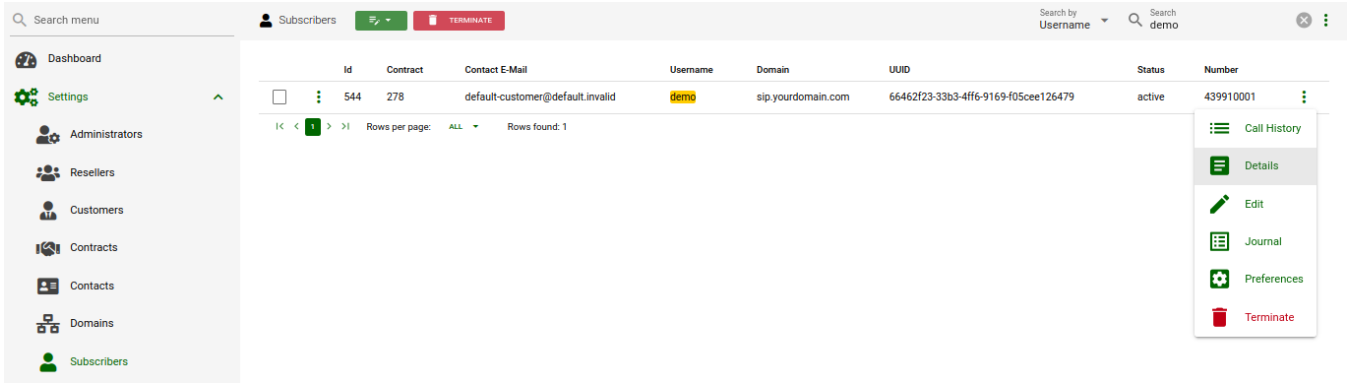 Search menu
Subscribers
TERMINATE
Search by
Username
Search
demo
Dashboard
Settings
Administrators
Resellers
Customers
Contracts
Contacts
Domains
Subscribers
Id Contract Contact E-Mail Username Domain UUID Status Number
544 278 default-customer@default.invalid demo sip.yourdomain.com 66462f23-33b3-4ff6-9169-f05cee126479 active 439910001
1 Rows per page: ALL Rows found: 1
Call History
Details
Edit
Journal
Preferences
Terminate